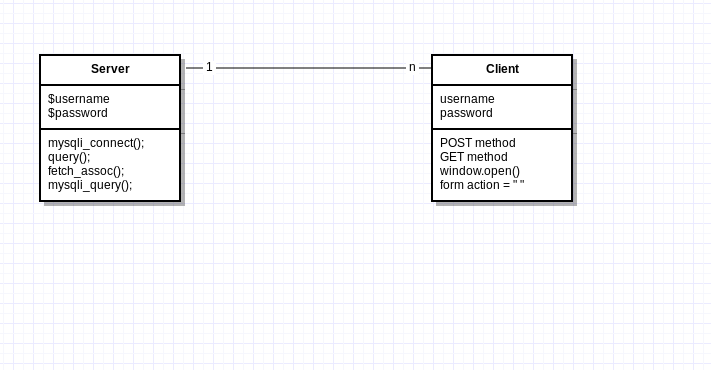 Server
$username
$password
mysqli_connect();
query();
fetch_assoc();
mysqli_query();
1
n
Client
username
password
POST method
GET method
window.open()
form action = " "